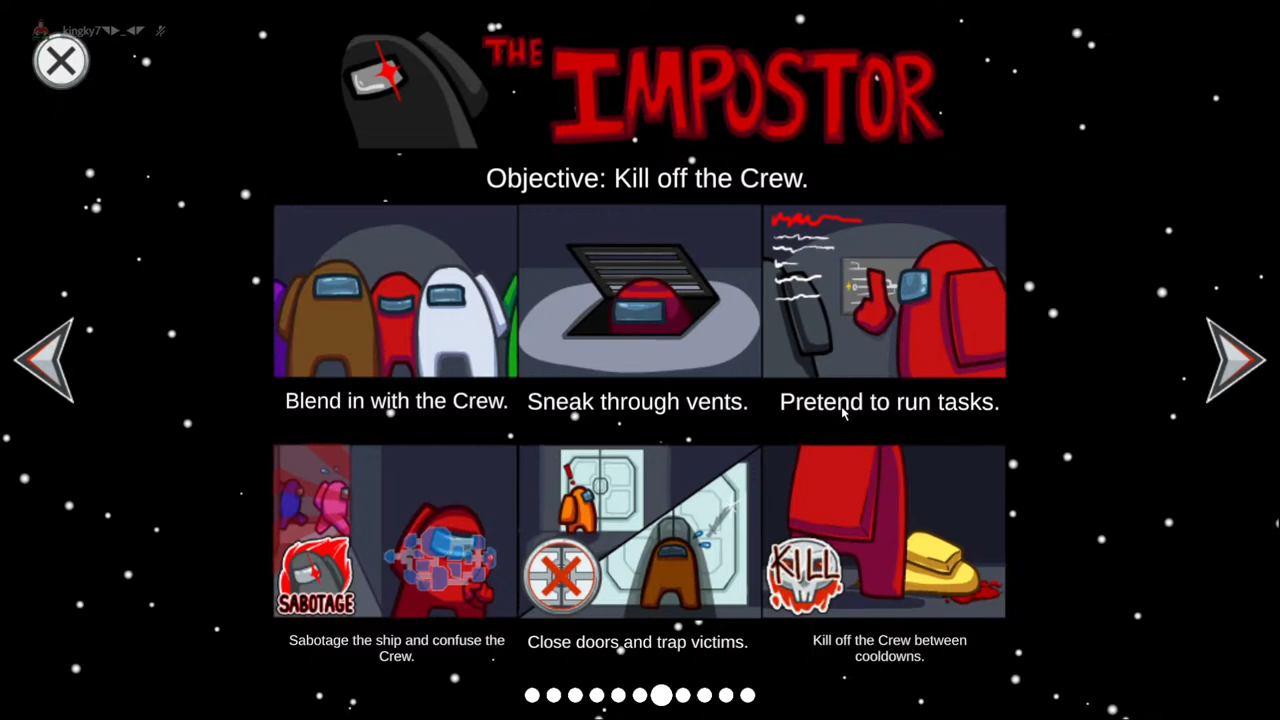 kingky7
THE IMPOSTOR
Objective: Kill off the Crew.
Blend in with the Crew.
Sneak through vents.
Pretend to run tasks.
SABOTAGE
KILL
Sabotage the ship and confuse the
Crew.
Close doors and trap victims.
Kill off the Crew between
cooldowns.